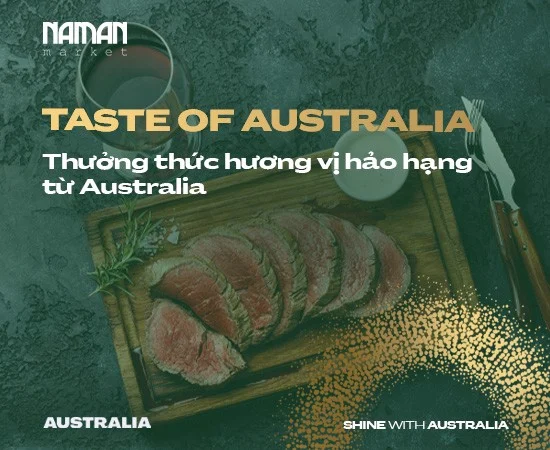 NAMAN
market
TASTE OF AUSTRALIA
Thưởng thức hương vị hảo hạng
từ Australia
AUSTRALIA
SHINE WITH AUSTRALIA